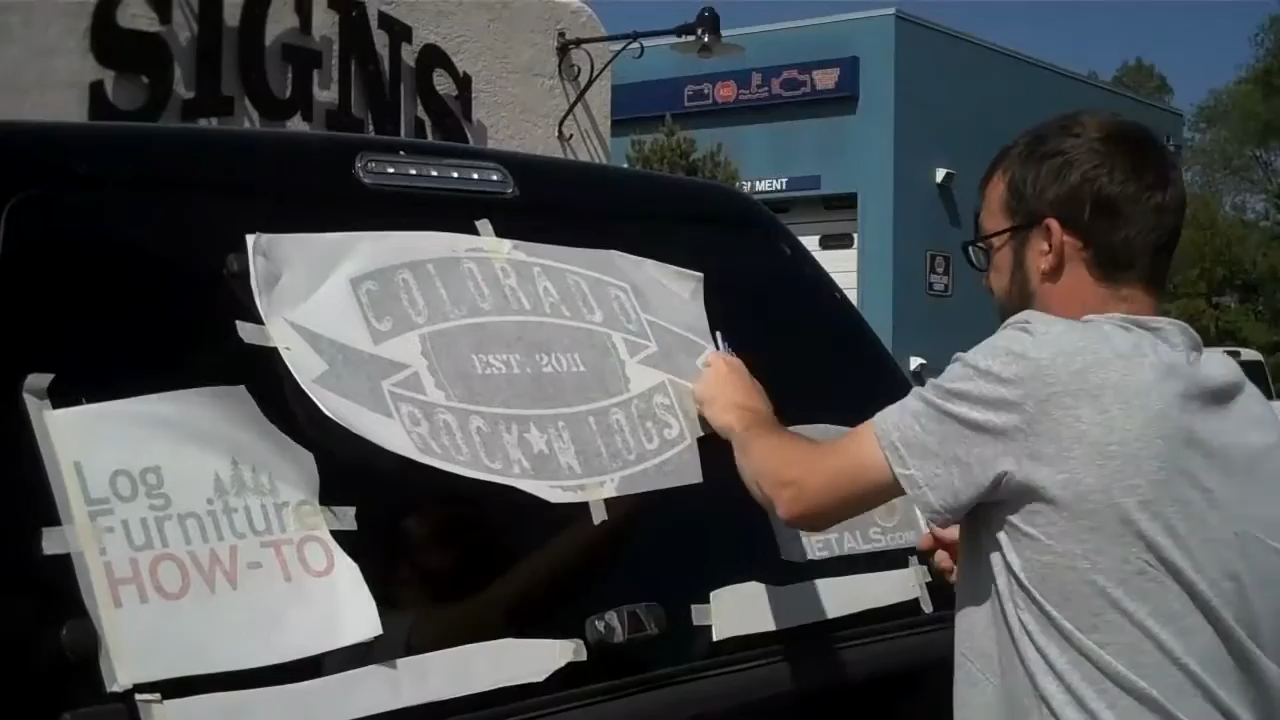 SIGNS
GNMENT
COLORADO
EST. 2011
ROCK★N LOGS
Log
Furniture
HOW-TO
METALS.COM